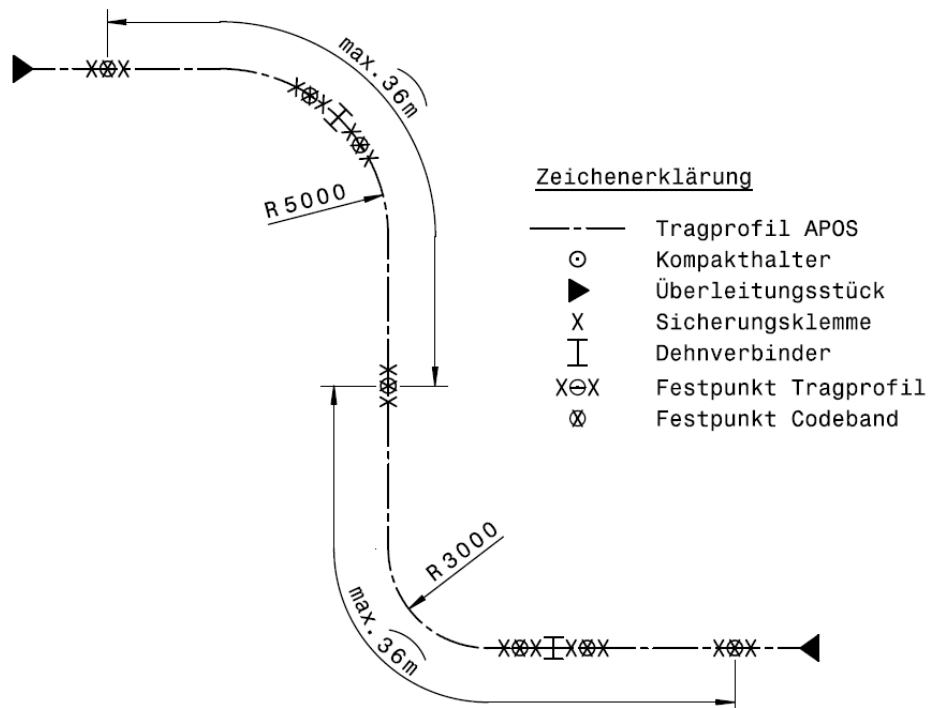 max.36m
R5000
Zeichenerklärung
Tragprofil APOS
Kompakthalter
Überleitungsstück
Sicherungsklemme
Dehnverbinder
Festpunkt Tragprofil
Festpunkt Codeband
R3000
max.36m